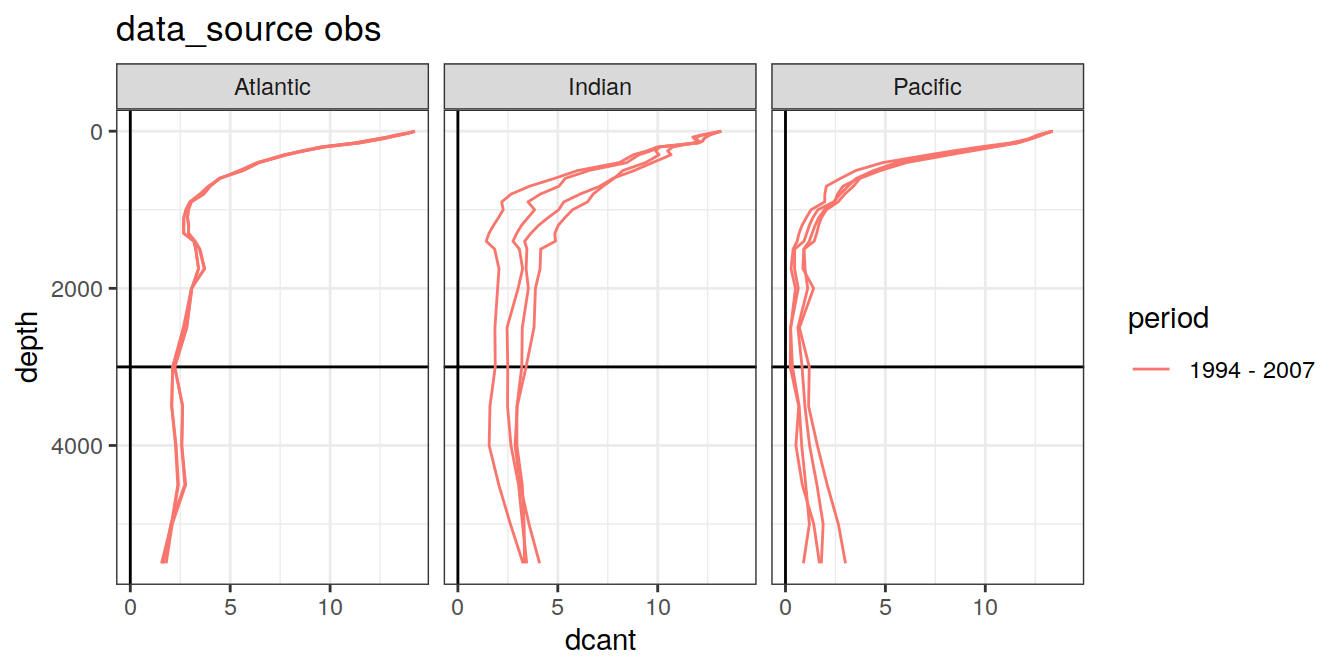 data_source obs
Atlantic
Indian
Pacific
0
2000
4000
depth
0 5 10
0 5 10
0 5 10
dcant
period
1994 - 2007